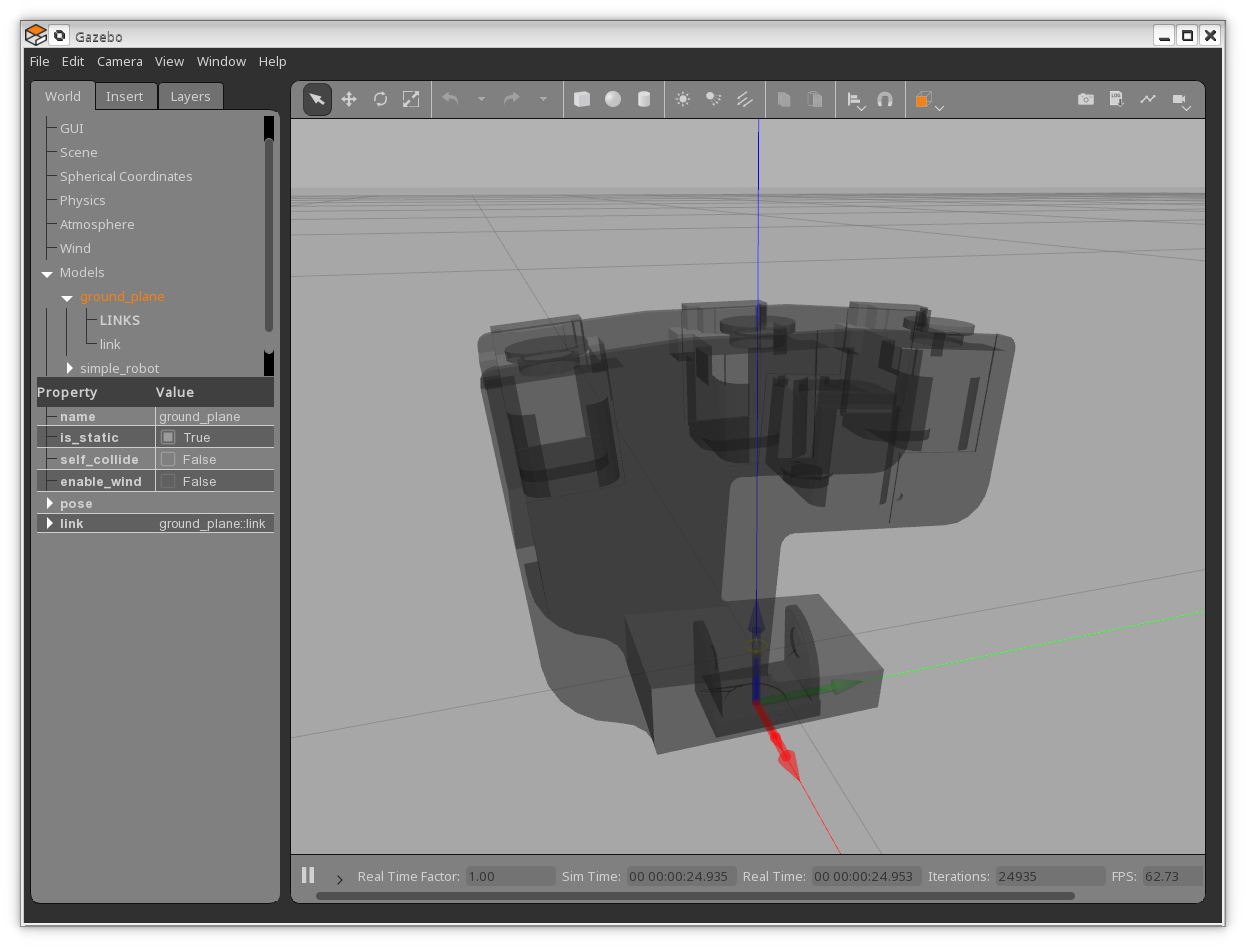 Gazebo
File Edit Camera View Window Help
World Insert Layers
GUI
Scene
Spherical Coordinates
Physics
Atmosphere
Wind
Models
ground_plane
LINKS
link
simple_robot
Property Value
name ground_plane
is_static True
self_collide False
enable_wind False
pose
link ground_plane::link
LOG
Real Time Factor: 1.00 Sim Time: 00 00:00:24.935 Real Time: 00 00:00:24.953 Iterations: 24935 FPS: 62.73